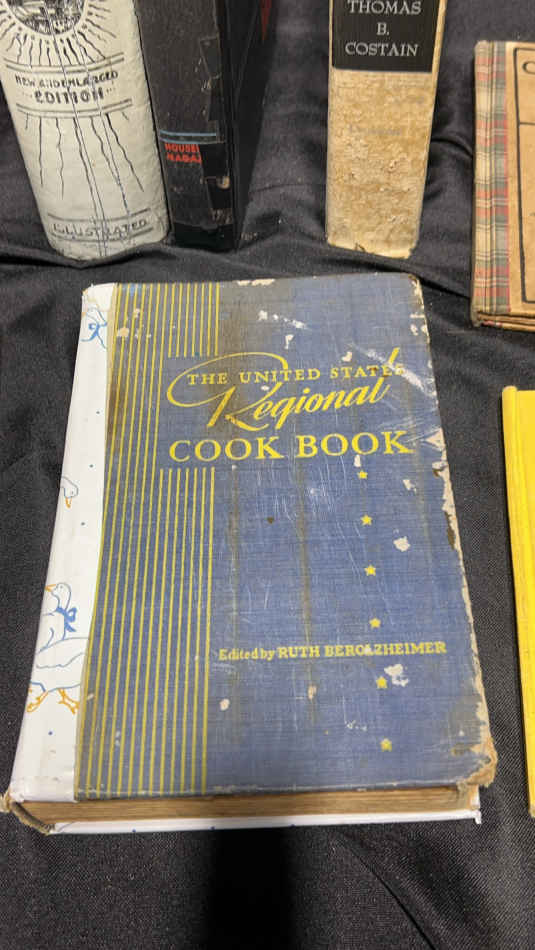 NEW AND ENLARGED
EDITION
ILLUSTRATED
THOMAS
B.
COSTAIN
THE UNITED STATES
Regional
COOK BOOK
Edited by RUTH BEROLZHEIMER